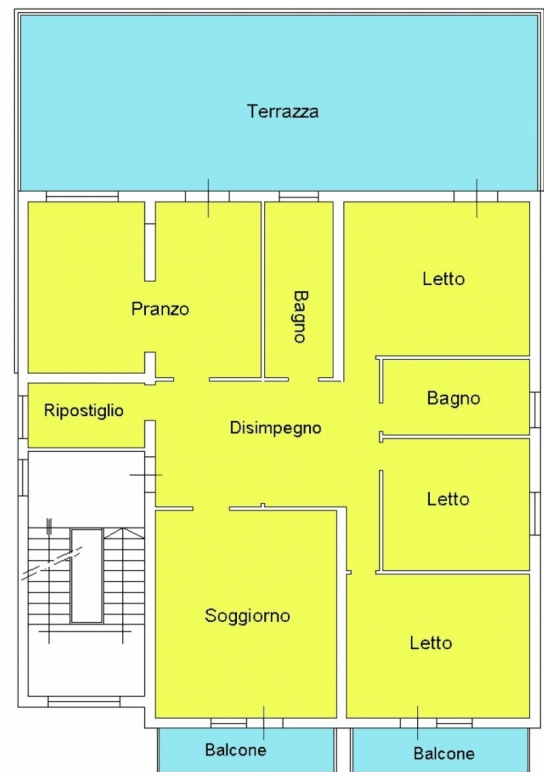 Terrazza
Letto
Pranzo
Bagno
Bagno
Ripostiglio
Disimpegno
Letto
Soggiorno
Letto
Balcone
Balcone